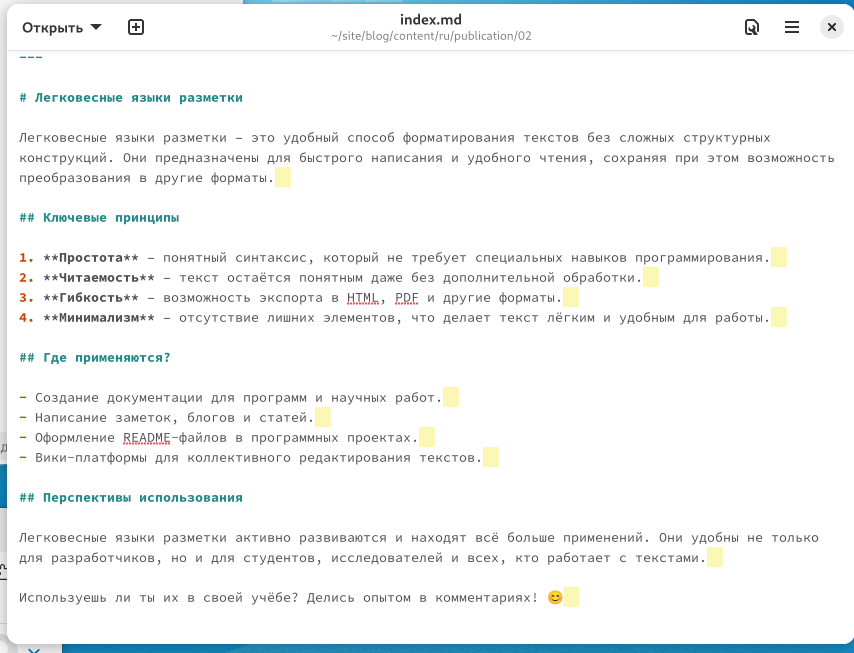 Открыть
index.md
~/site/blog/content/ru/publication/02
---
# Легковесные языки разметки
Легковесные языки разметки – это удобный способ форматирования текстов без сложных структурных
конструкций. Они предназначены для быстрого написания и удобного чтения, сохраняя при этом возможность
преобразования в другие форматы.
## Ключевые принципы
1. **Простота** – понятный синтаксис, который не требует специальных навыков программирования.
2. **Читаемость** – текст остаётся понятным даже без дополнительной обработки.
3. **Гибкость** – возможность экспорта в HTML, PDF и другие форматы.
4. **Минимализм** – отсутствие лишних элементов, что делает текст лёгким и удобным для работы.
## Где применяются?
- Создание документации для программ и научных работ.
- Написание заметок, блогов и статей.
- Оформление README-файлов в программных проектах.
- Вики-платформы для коллективного редактирования текстов.
## Перспективы использования
Легковесные языки разметки активно развиваются и находят всё больше применений. Они удобны не только
для разработчиков, но и для студентов, исследователей и всех, кто работает с текстами.
Используешь ли ты их в своей учёбе? Делись опытом в комментариях! 😊